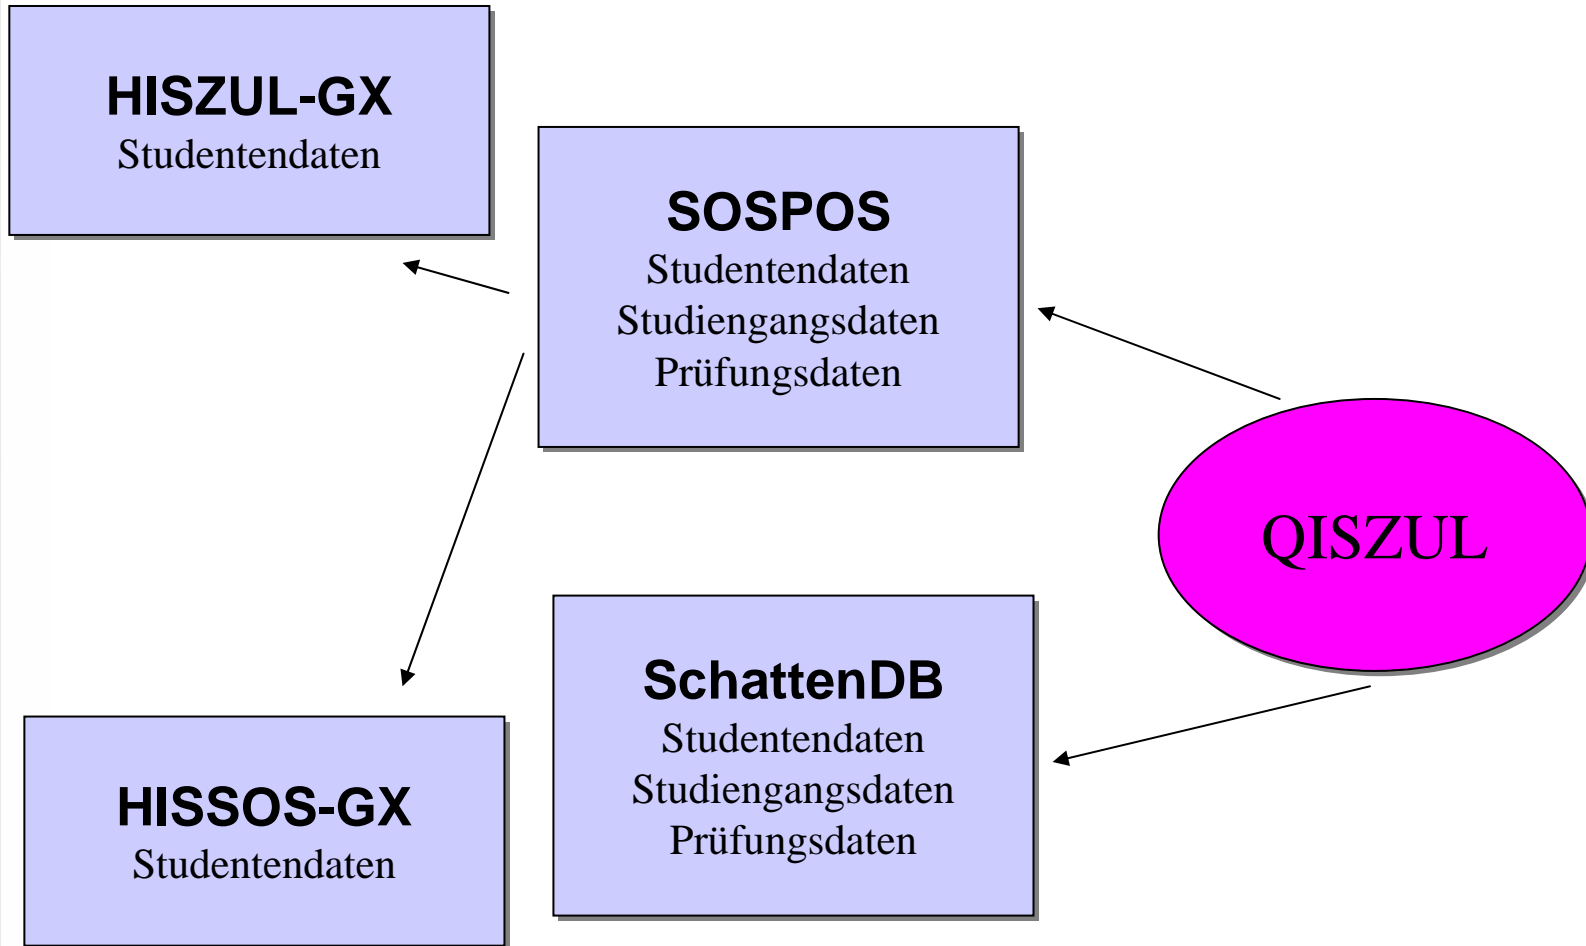 HISZUL-GX
Studentendaten
SOSPOS
Studentendaten
Studiengangsdaten
Prüfungsdaten
QISZUL
SchattenDB
Studentendaten
Studiengangsdaten
Prüfungsdaten
HISSOS-GX
Studentendaten